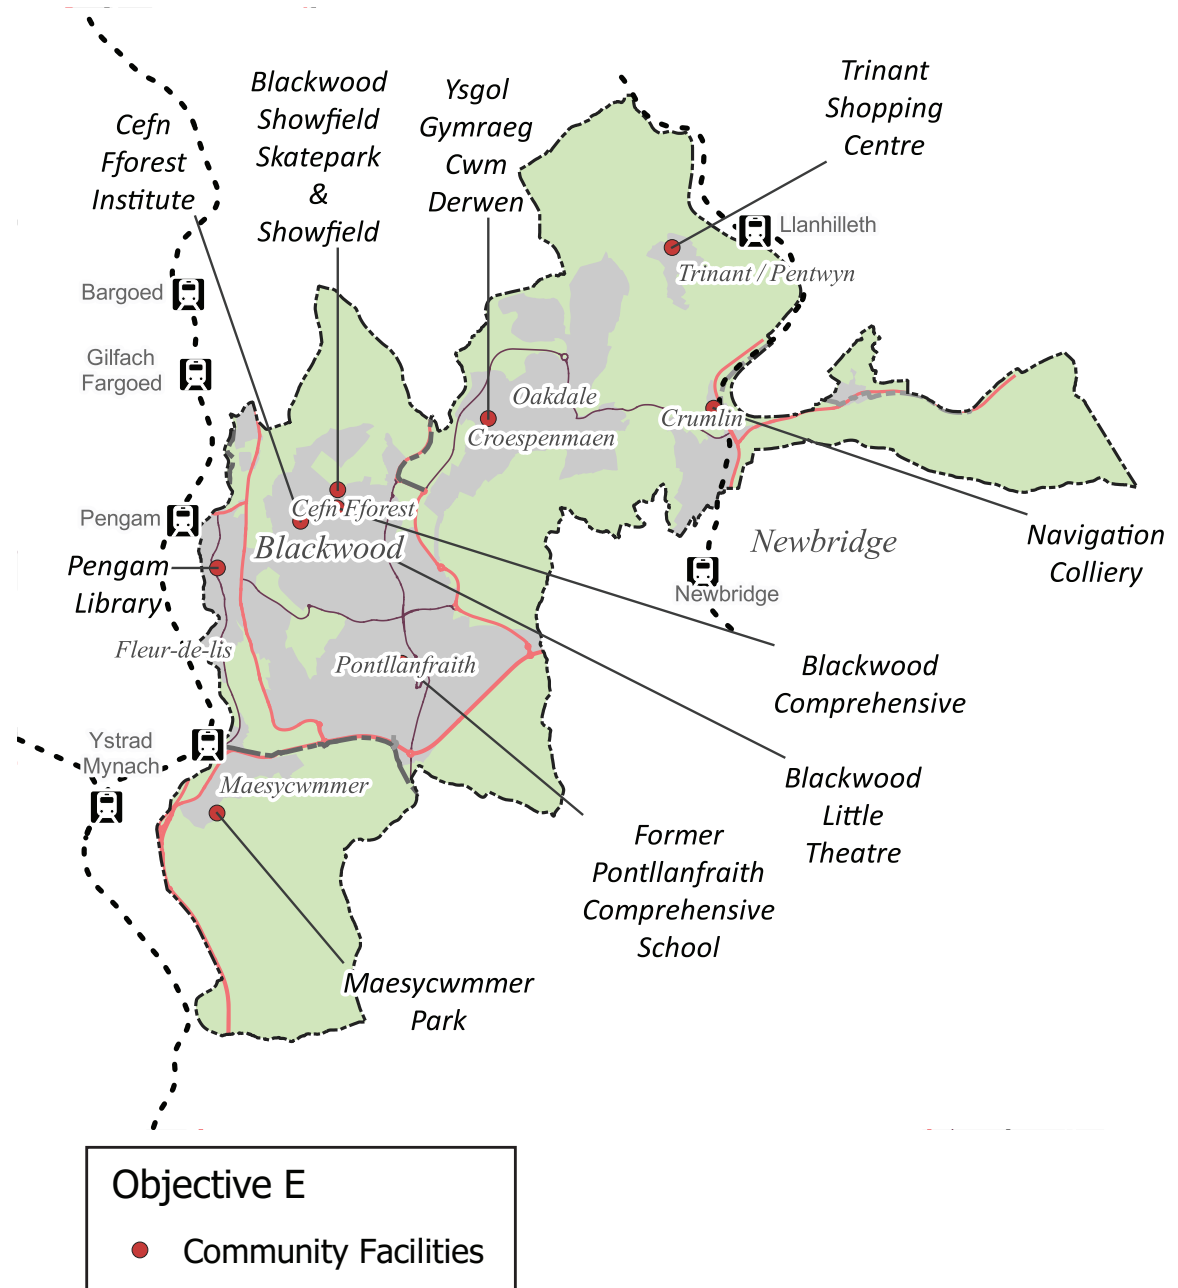 Cefn
Fforest
Institute
Blackwood
Showfield
Skatepark
&
Showfield
Ysgol
Gymraeg
Cwm
Derwen
Trinant
Shopping
Centre
Llanhilleth
Trinant / Pentwyn
Bargoed
Gilfach
Fargoed
Oakdale
Croespenmaen
Crumlin
Pengam
Cefn Fforest
Blackwood
Newbridge
Navigation
Colliery
Pengam
Library
Newbridge
Fleur-de-lis
Pontllanfraith
Blackwood
Comprehensive
Ystrad
Mynach
Maesycwmmer
Blackwood
Little
Theatre
Former
Pontllanfraith
Comprehensive
School
Maesycwmmer
Park
Objective E
Community Facilities